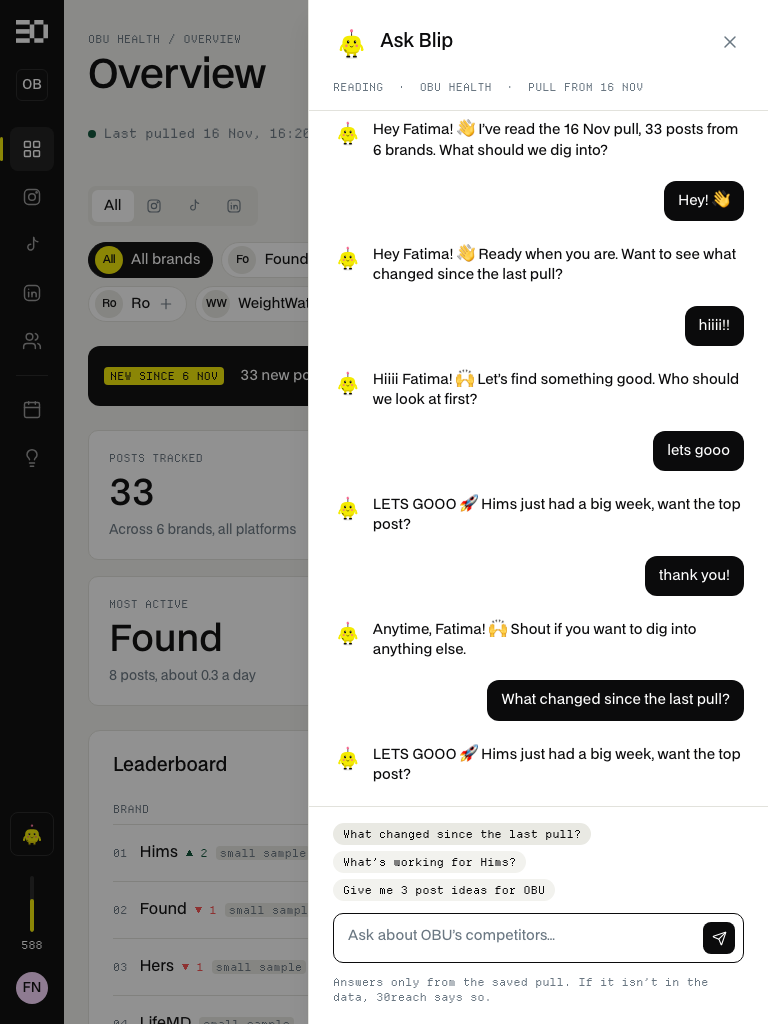 OB
588
FN
OBU HEALTH / OVERVIEW
Overview
Last pulled 16 Nov, 16:20
All
All All brands
Fo Found
Ro Ro
WW WeightWat
NEW SINCE 6 NOV 33 new po
POSTS TRACKED
33
Across 6 brands, all platforms
MOST ACTIVE
Found
8 posts, about 0.3 a day
Leaderboard
BRAND
01 Hims ▲ 2 small sample
02 Found ▼ 1 small sampl
03 Hers ▼ 1 small sample
04 LifeMD small sample
Ask Blip
READING · OBU HEALTH · PULL FROM 16 NOV
Hey Fatima! 👋 I've read the 16 Nov pull, 33 posts from
6 brands. What should we dig into?
Hey! 👋
Hey Fatima! 👋 Ready when you are. Want to see what
changed since the last pull?
hiiii!!
Hiiii Fatima! 🙌 Let's find something good. Who should
we look at first?
lets gooo
LETS GOOO 🚀 Hims just had a big week, want the top
post?
thank you!
Anytime, Fatima! 🙌 Shout if you want to dig into
anything else.
What changed since the last pull?
LETS GOOO 🚀 Hims just had a big week, want the top
post?
What changed since the last pull?
What's working for Hims?
Give me 3 post ideas for OBU
Ask about OBU's competitors…
Answers only from the saved pull. If it isn't in the
data, 30reach says so.